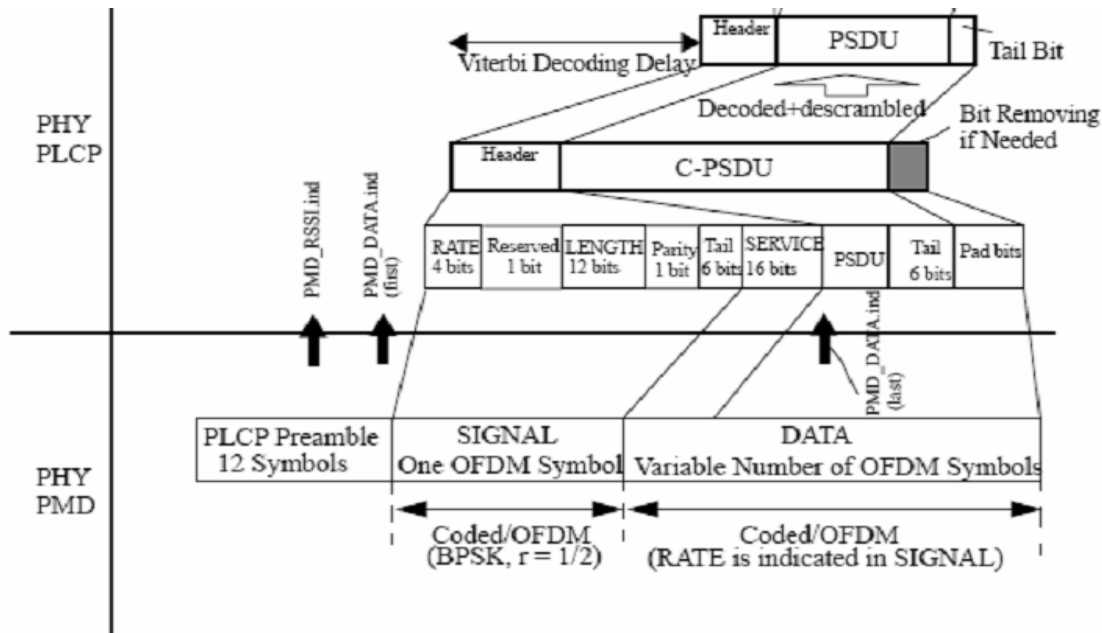 Header
PSDU
Tail Bit
Viterbi Decoding Delay
Decoded+descrambled
Bit Removing
if Needed
PHY
PLCP
Header
C-PSDU
PMD_RSSI.ind
PMD_DATA.ind
(first)
RATE
4 bits
Reserved
1 bit
LENGTH
12 bits
Parity
1 bit
Tail
6 bits
SERVICE
16 bits
PSDU
Tail
6 bits
Pad bits
PMD_DATA.ind
(last)
PHY
PMD
PLCP Preamble
12 Symbols
SIGNAL
One OFDM Symbol
DATA
Variable Number of OFDM Symbols
Coded/OFDM
(BPSK, r = 1/2)
Coded/OFDM
(RATE is indicated in SIGNAL)